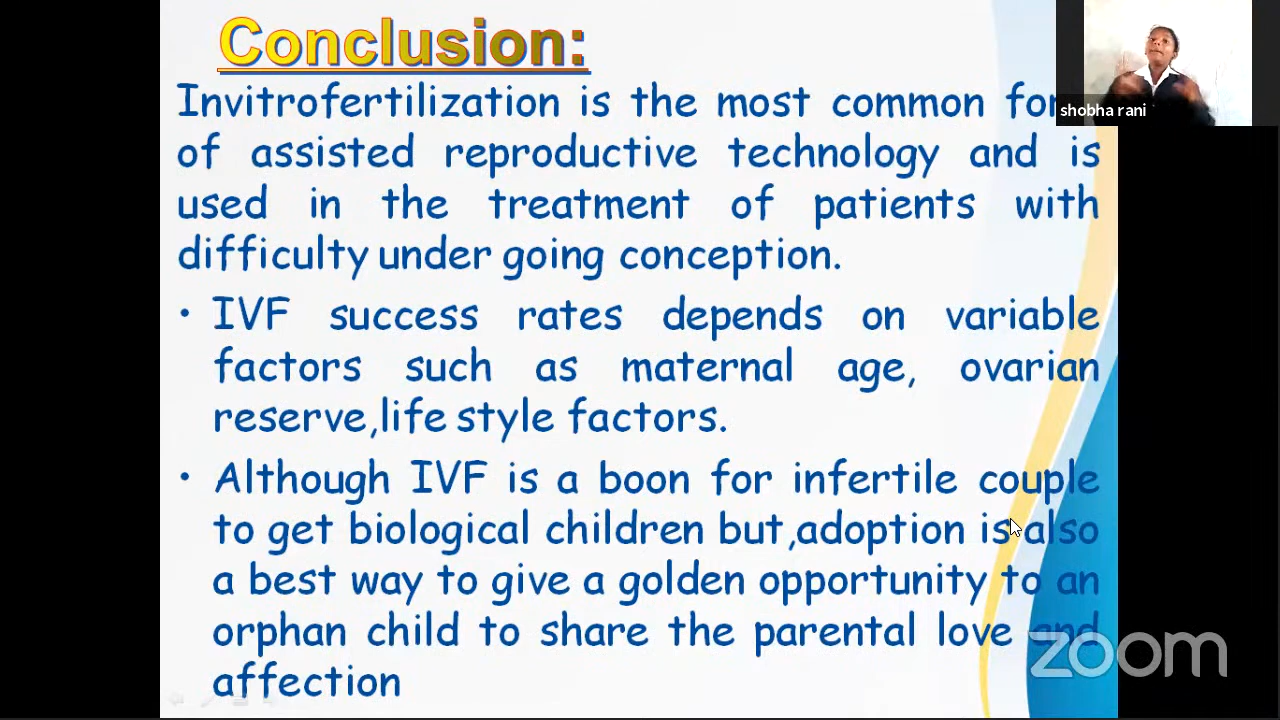 Conclusion:
Invitrofertilization is the most common
of assisted reproductive technology and is
used in the treatment of patients with
difficulty under going conception.
• IVF success rates depends on variable
factors such as maternal age, ovarian
reserve,life style factors.
• Although IVF is a boon for infertile couple
to get biological children but,adoption is also
a best way to give a golden opportunity to an
orphan child to share the parental love and
affection
shobha rani
zoom